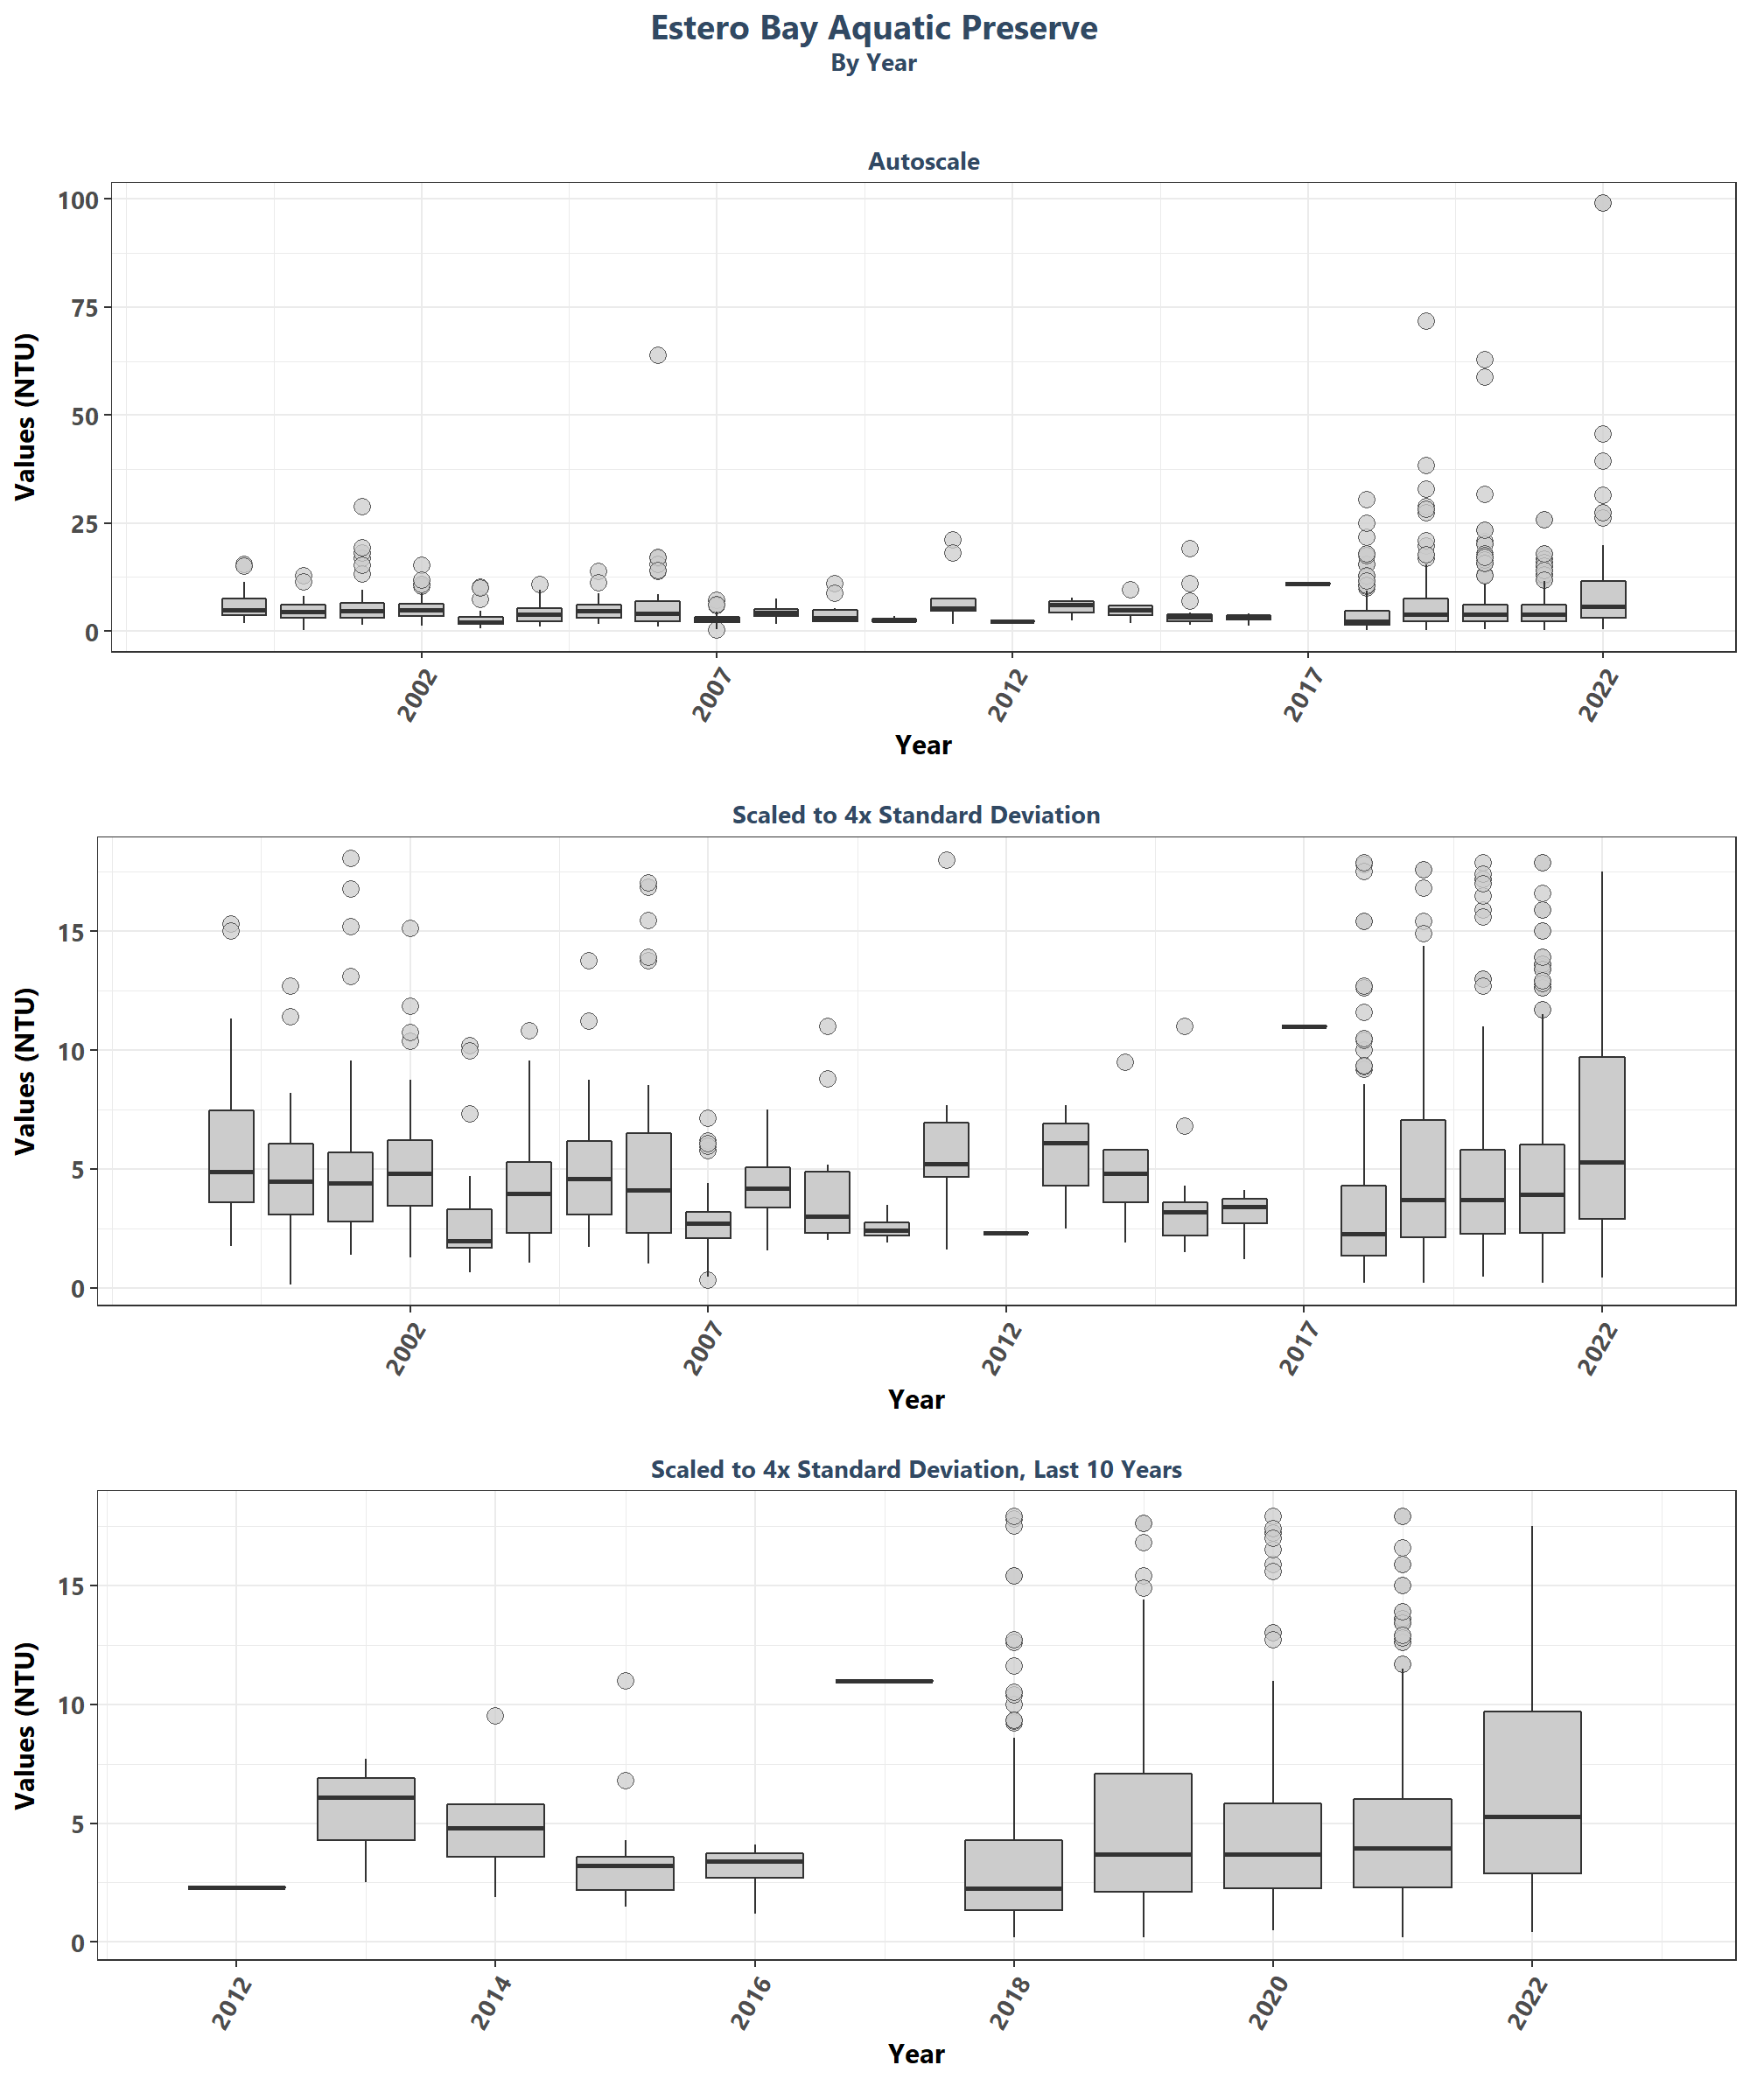 Estero Bay Aquatic Preserve
By Year
Autoscale
Values (NTU)
100
75
50
25
0
2002
2007
2012
2017
2022
Year
Scaled to 4x Standard Deviation
Values (NTU)
15
10
5
0
2002
2007
2012
2017
2022
Year
Scaled to 4x Standard Deviation, Last 10 Years
Values (NTU)
15
10
5
0
2012
2014
2016
2018
2020
2022
Year